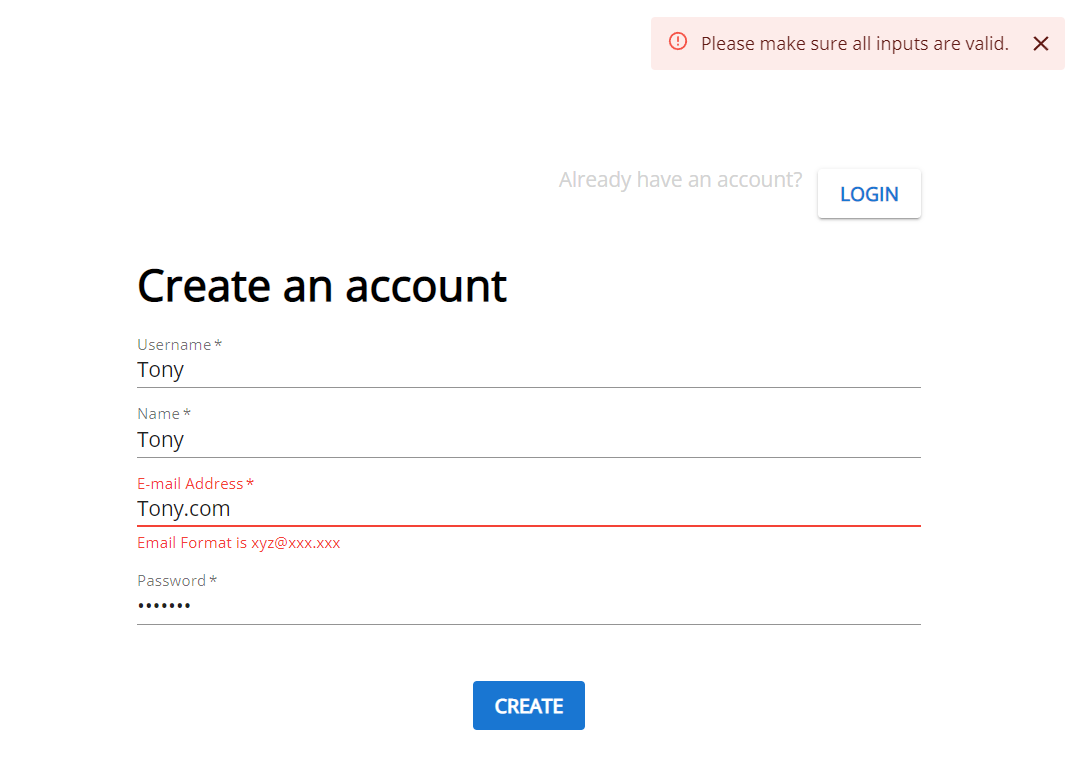 Please make sure all inputs are valid.
Already have an account?
LOGIN
Create an account
Username *
Tony
Name *
Tony
E-mail Address *
Tony.com
Email Format is xyz@xxx.xxx
Password *
•••••••
CREATE